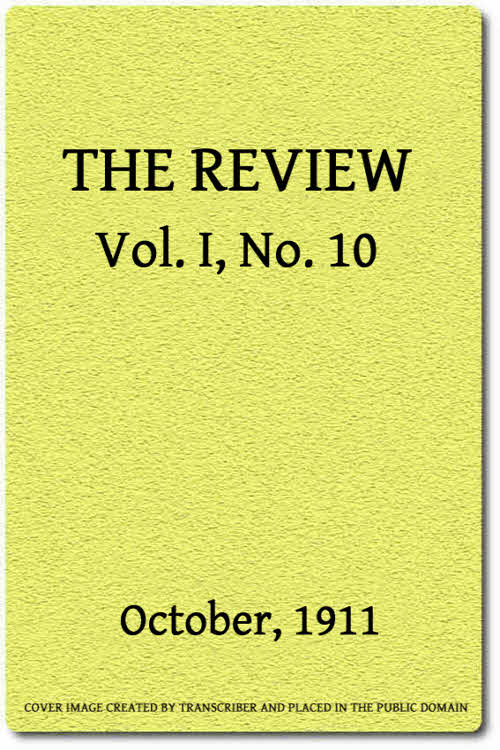 THE REVIEW
Vol. I, No. 10
October, 1911
COVER IMAGE CREATED BY TRANSCRIBER AND PLACED IN THE PUBLIC DOMAIN